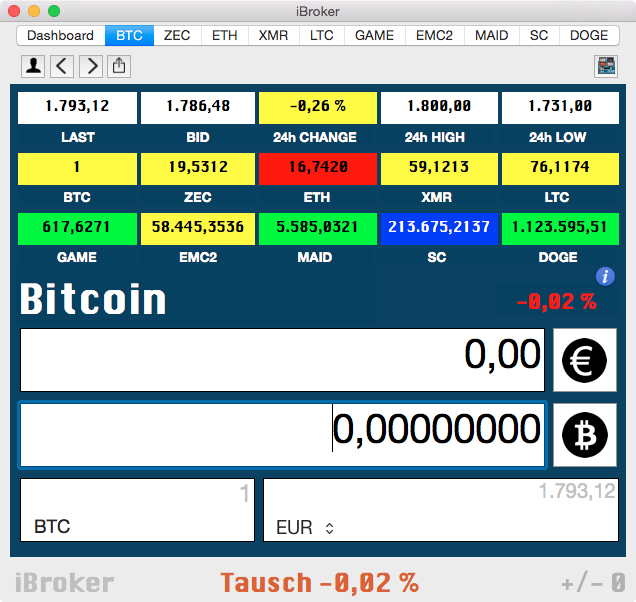 iBroker
Dashboard BTC ZEC ETH XMR LTC GAME EMC2 MAID SC DOGE
1.793,12 1.786,48 -0,26 % 1.800,00 1.731,00
LAST BID 24h CHANGE 24h HIGH 24h LOW
1 19,5312 16,7420 59,1213 76,1174
BTC ZEC ETH XMR LTC
617,6271 58.445,3536 5.585,0321 213.675,2137 1.123.595,51
GAME EMC2 MAID SC DOGE
i
Bitcoin -0,02 %
0,00 €
0,00000000 ₿
1 1.793,12
BTC EUR
iBroker Tausch -0,02 % +/- 0